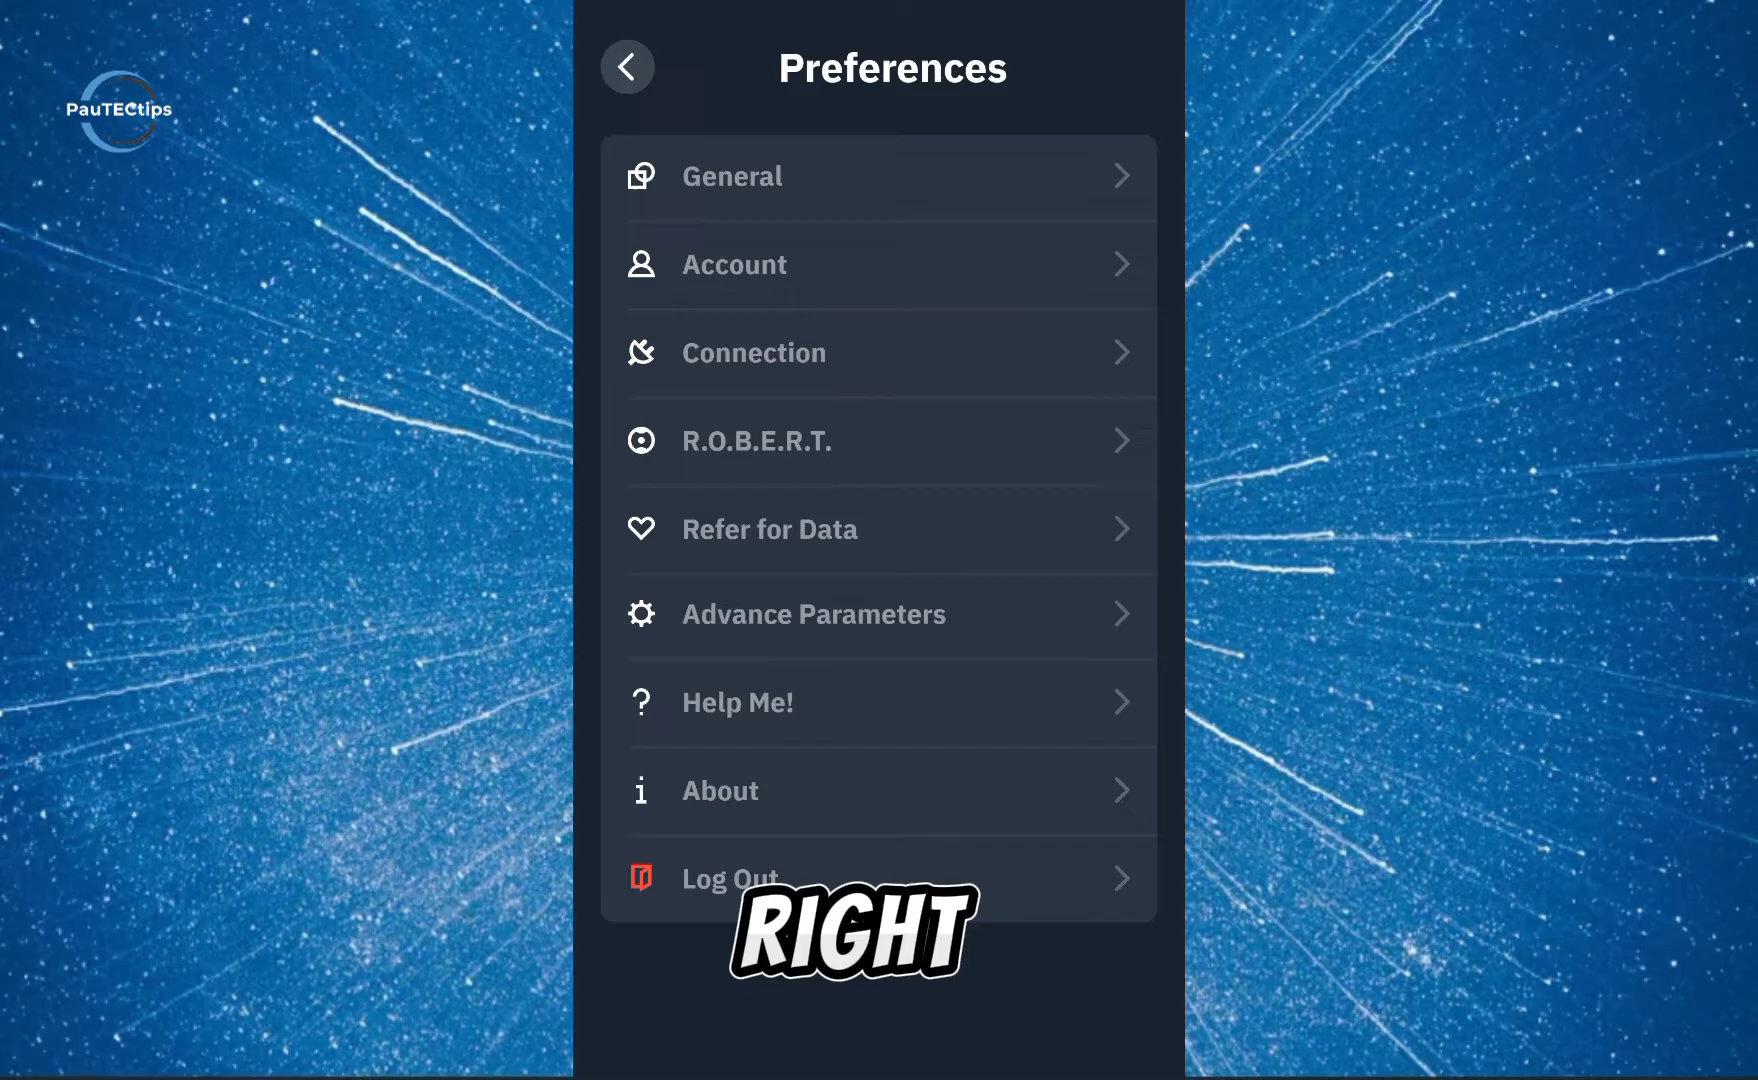 PauTECtips
Preferences
General
Account
Connection
R.O.B.E.R.T.
Refer for Data
Advance Parameters
Help Me!
About
Log Out
RIGHT